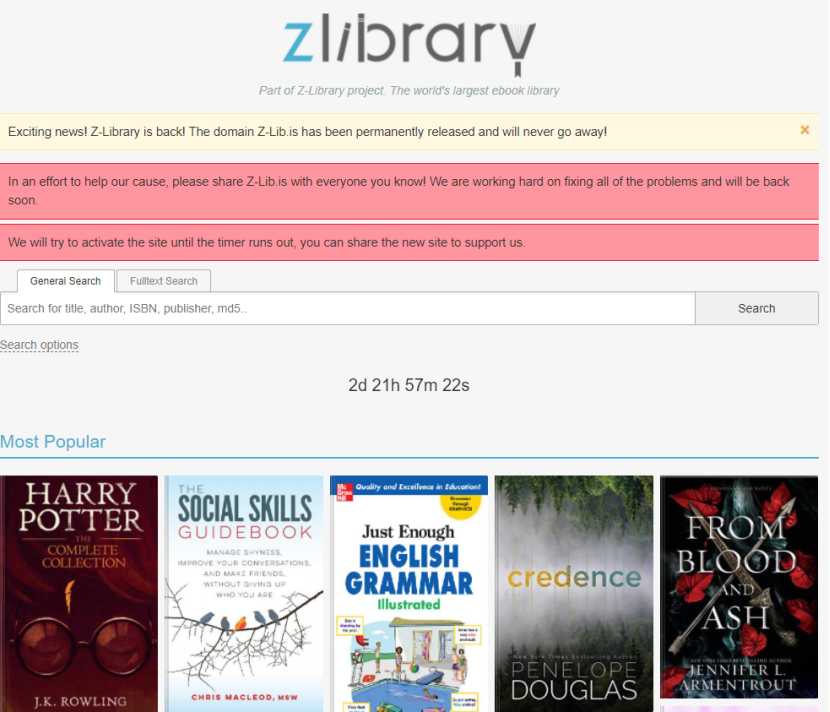 zlibrary
Part of Z-Library project. The world's largest ebook library
Exciting news! Z-Library is back! The domain Z-Lib.is has been permanently released and will never go away!
×
In an effort to help our cause, please share Z-Lib.is with everyone you know! We are working hard on fixing all of the problems and will be back
soon.
We will try to activate the site until the timer runs out, you can share the new site to support us.
General Search
Fulltext Search
Search for title, author, ISBN, publisher, md5..
Search
Search options
2d 21h 57m 22s
Most Popular
HARRY
POTTER
THE
COMPLETE
COLLECTION
J.K. ROWLING
THE
SOCIAL SKILLS
GUIDEBOOK
MANAGE SHYNESS,
IMPROVE YOUR CONVERSATIONS,
AND MAKE FRIENDS,
WITHOUT GIVING UP
WHO YOU ARE
CHRIS MACLEOD, MSW
Mc
Graw
Hill
Quality and Excellence in Education!
Grammar
through
GRAPHICS!
Just Enough
ENGLISH
GRAMMAR
Illustrated
credence
New York Times Bestselling Author
PENELOPE
DOUGLAS
FROM
BLOOD
AND
ASH
NEW YORK TIMES BESTSELLING AUTHOR
JENNIFER L.
ARMENTROUT